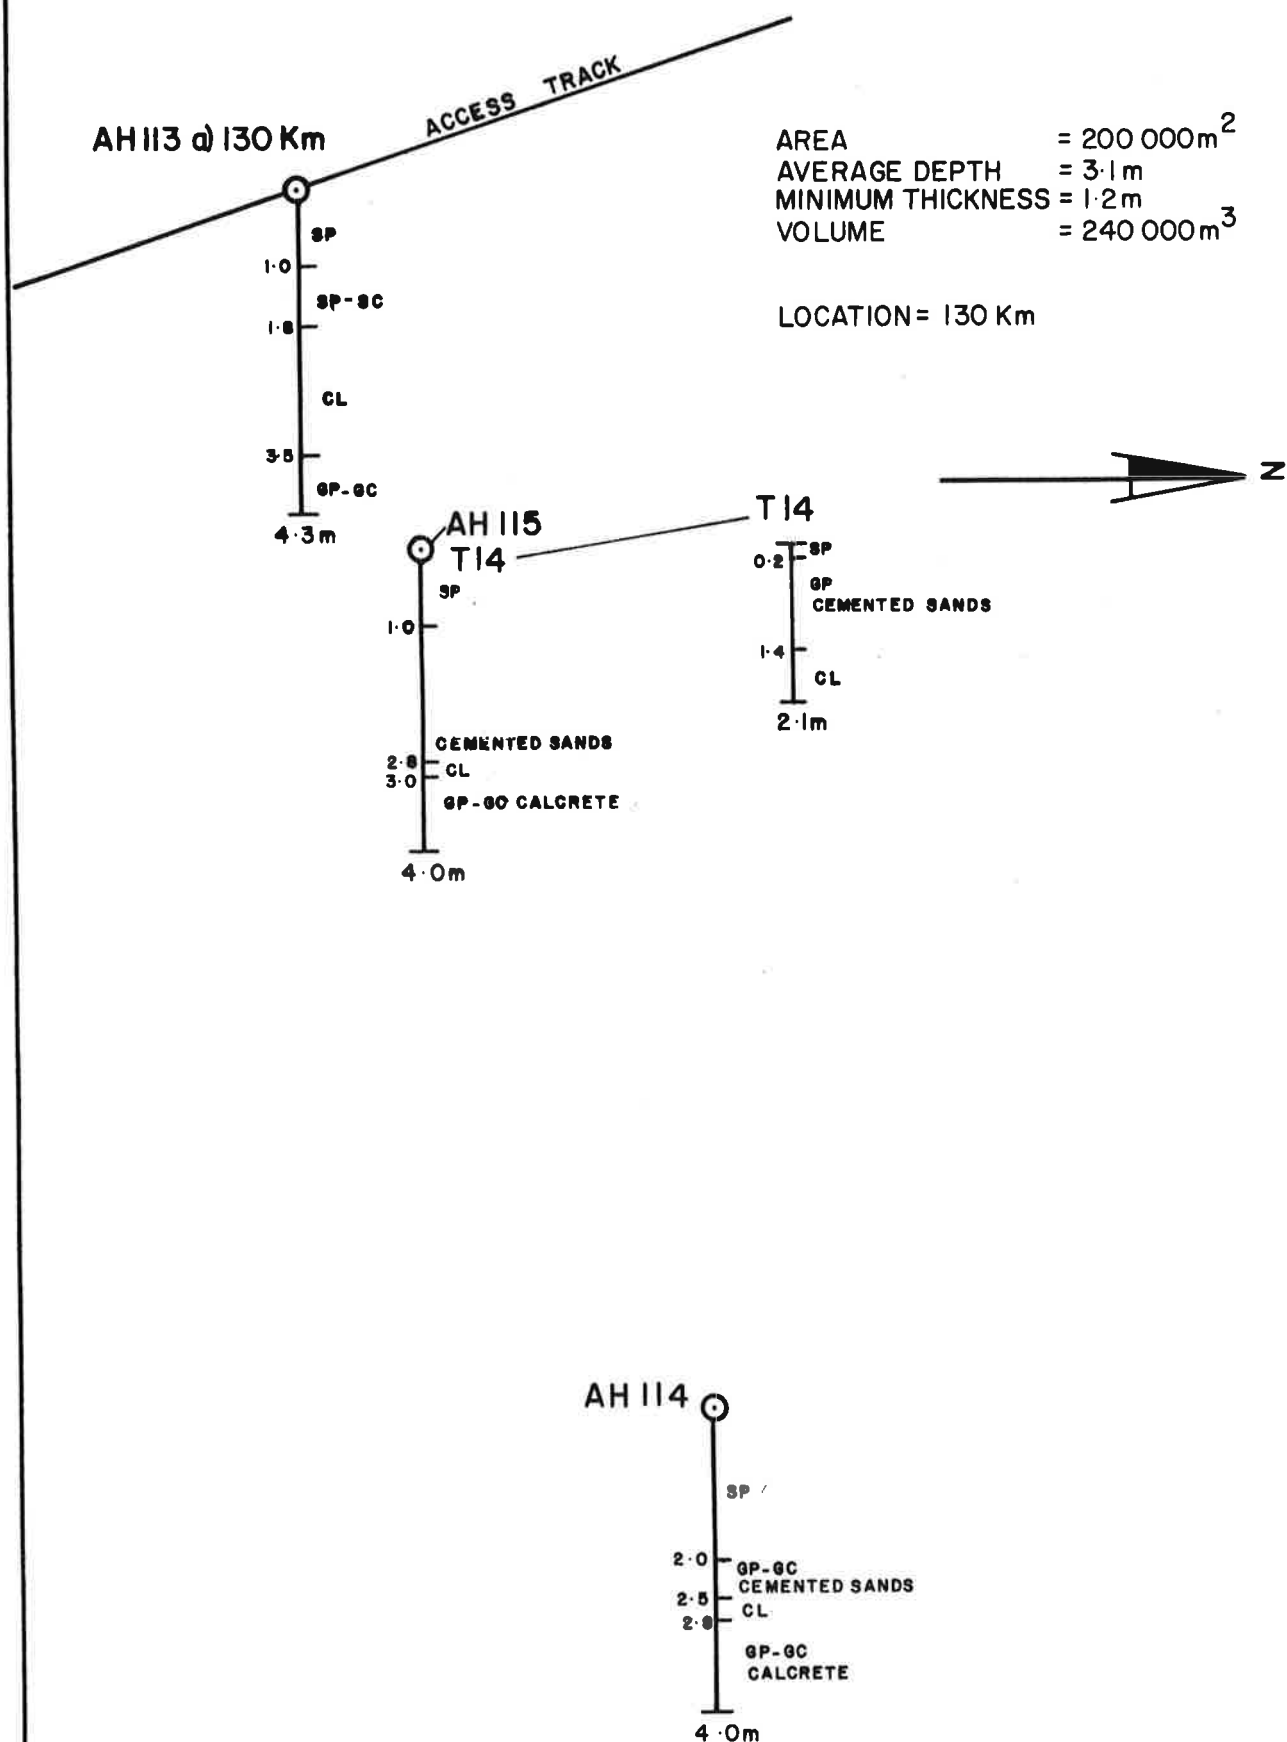 ACCESS TRACK
AH 113 a) 130 Km
AREA = 200 000m²
AVERAGE DEPTH = 3·1m
MINIMUM THICKNESS = 1·2m
VOLUME = 240 000m³
LOCATION = 130 Km
SP
1·0
SP-SC
1·8
CL
3·5
GP-GC
4·3m
N
AH 115
T14
SP
1·0
CEMENTED SANDS
2·8
CL
3·0
GP-GC CALCRETE
4·0m
T14
SP
0·2
GP
CEMENTED SANDS
1·4
CL
2·1m
AH 114
SP
2·0
GP-GC
CEMENTED SANDS
2·5
CL
2·8
GP-GC
CALCRETE
4·0m